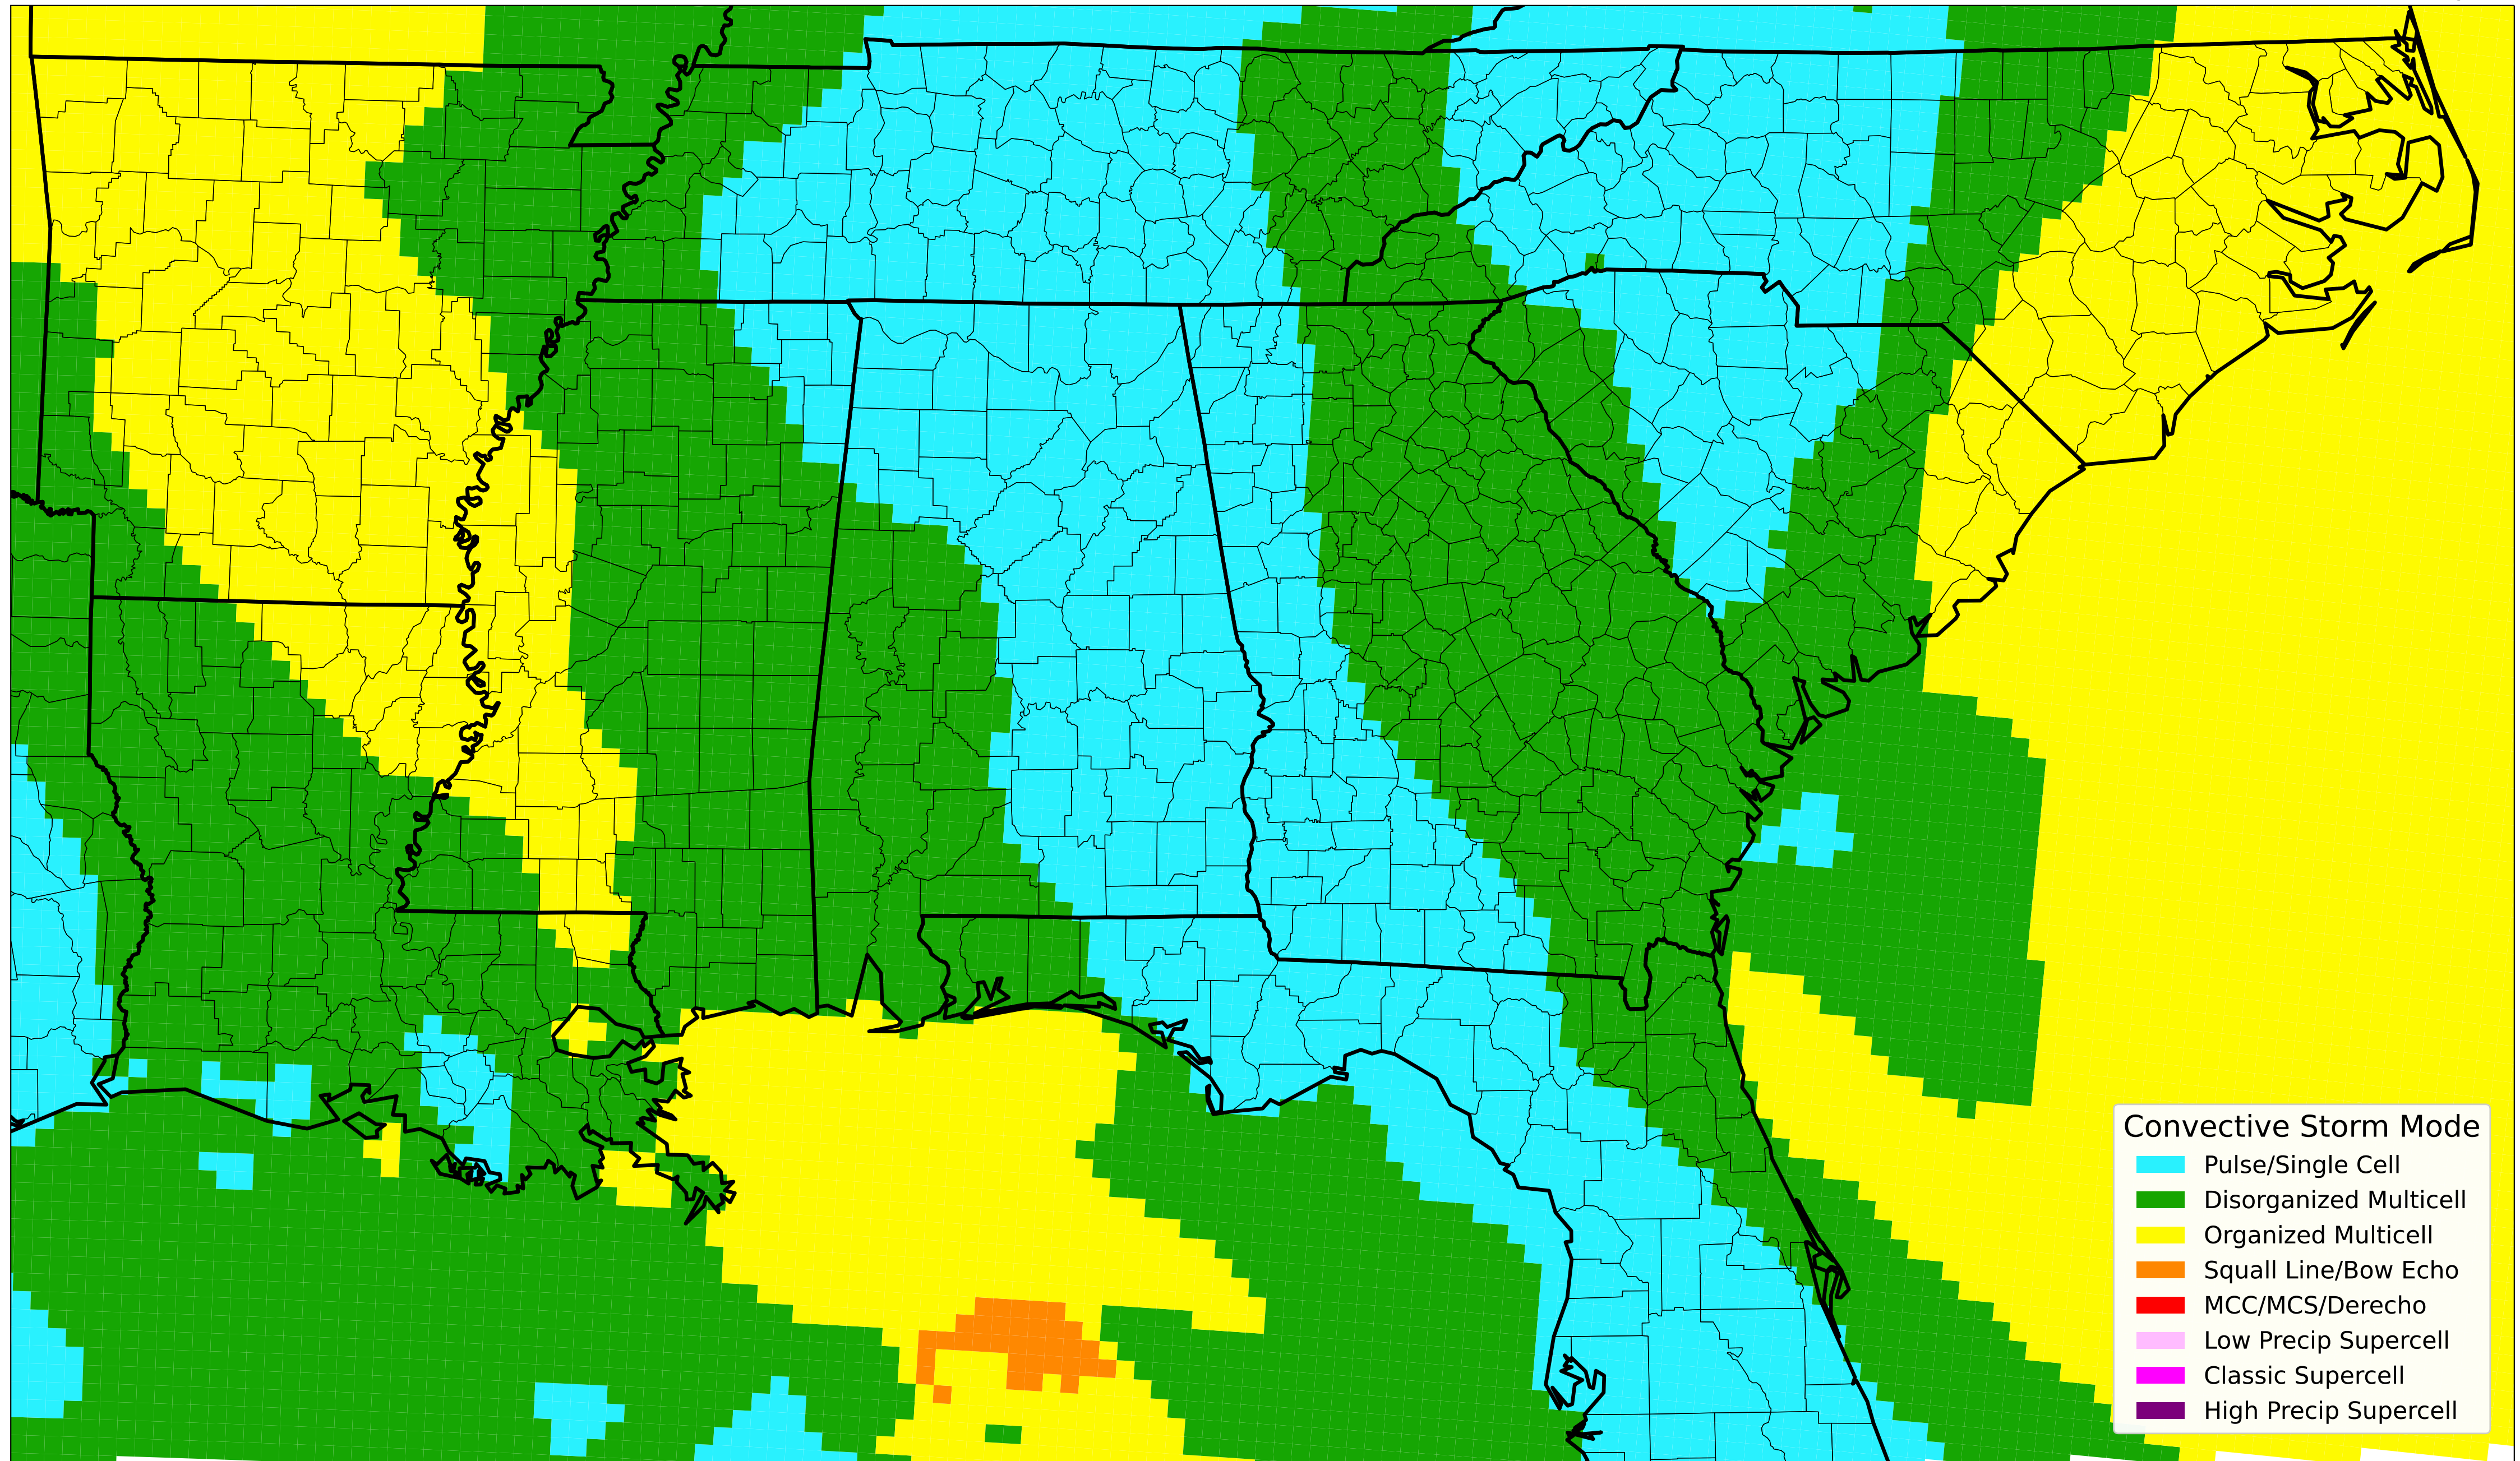 Convective Storm Mode
Pulse/Single Cell
Disorganized Multicell
Organized Multicell
Squall Line/Bow Echo
MCC/MCS/Derecho
Low Precip Supercell
Classic Supercell
High Precip Supercell